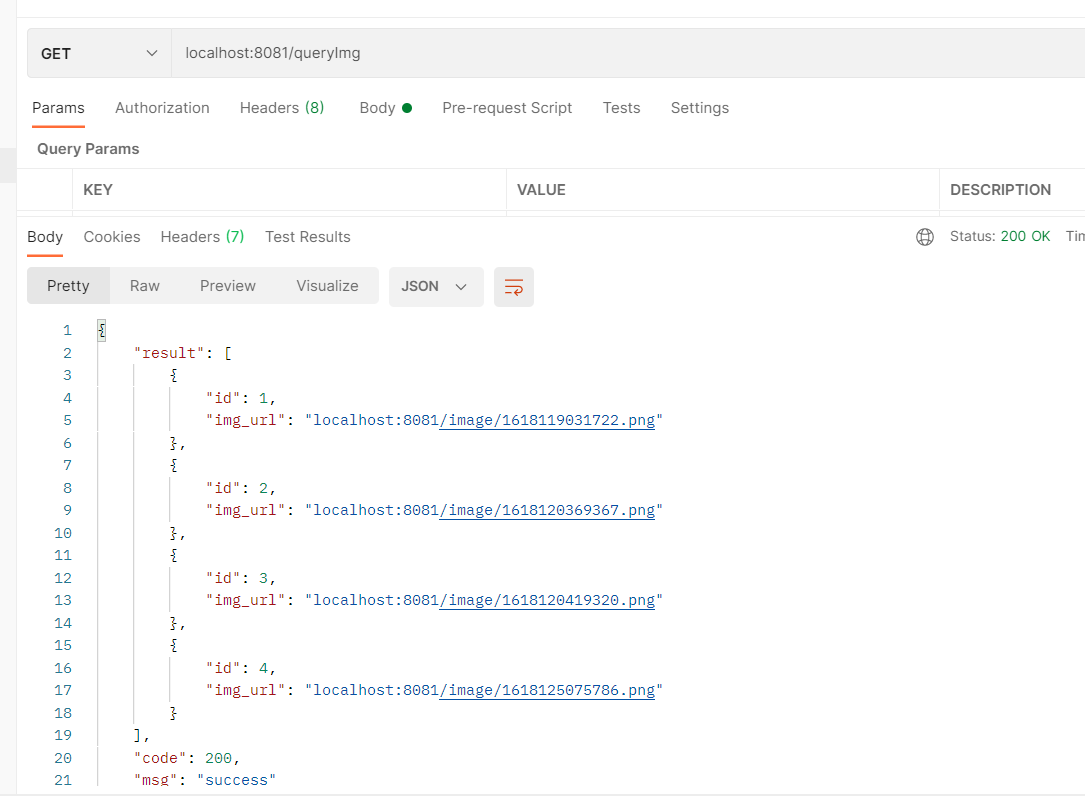 GET localhost:8081/queryImg
Params Authorization Headers (8) Body Pre-request Script Tests Settings
Query Params
KEY VALUE DESCRIPTION
Body Cookies Headers (7) Test Results Status: 200 OK Tim
Pretty Raw Preview Visualize JSON
1 {
2 "result": [
3 {
4 "id": 1,
5 "img_url": "localhost:8081/image/1618119031722.png"
6 },
7 {
8 "id": 2,
9 "img_url": "localhost:8081/image/1618120369367.png"
10 },
11 {
12 "id": 3,
13 "img_url": "localhost:8081/image/1618120419320.png"
14 },
15 {
16 "id": 4,
17 "img_url": "localhost:8081/image/1618125075786.png"
18 }
19 ],
20 "code": 200,
21 "msg": "success"